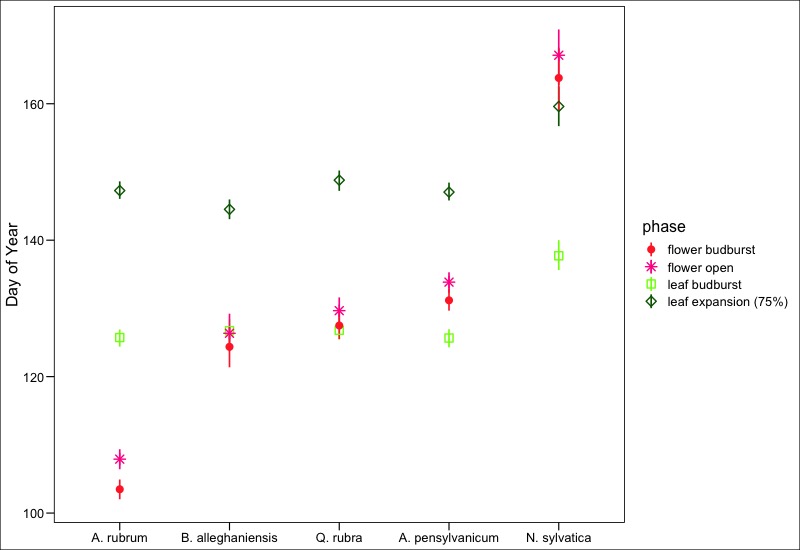 160
140
120
100
Day of Year
A. rubrum
B. alleghaniensis
Q. rubra
A. pensylvanicum
N. sylvatica
phase
flower budburst
flower open
leaf budburst
leaf expansion (75%)